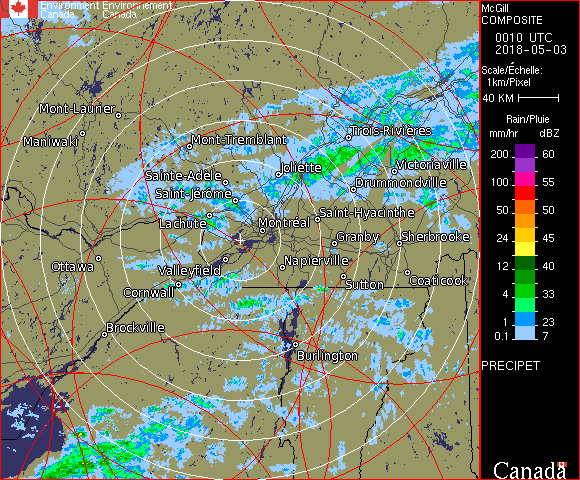 Environment Environnement
Canada Canada
Mont-Laurier
Maniwaki
Mont-Tremblant
Trois-Rivières
Joliette
Victoriaville
Sainte-Adèle
Drummondville
Saint-Jérôme
Saint-Hyacinthe
Lachute
Montréal
Granby
Sherbrooke
Ottawa
Valleyfield
Napierville
Cornwall
Sutton
Coaticook
Brockville
Burlington
McGill
COMPOSITE
0010 UTC
2018-05-03
Scale/Échelle:
1km/Pixel
40 KM
Rain/Pluie
mm/hr dBZ
200 60
100 55
50 50
24 45
12 40
4 33
1 23
0.1 7
PRECIPET
Canada